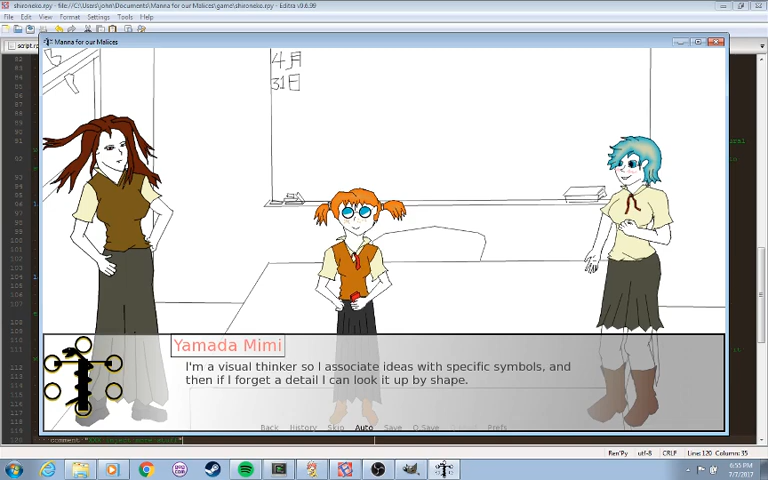 shironeko.rpy - file://C:\Users\john\Documents\Manna for our Malices\game\shironeko.rpy - Editra v0.6.99
File Edit View Format Settings Tools Help
script.rp
Manna for our Malices
4月
31日
Yamada Mimi
I'm a visual thinker so I associate ideas with specific symbols, and
then if I forget a detail I can look it up by shape.
Back History Skip Auto Save Q.Save Prefs
Ren'Py utf-8 CRLF Line: 120 Column: 35
6:55 PM
7/7/2017